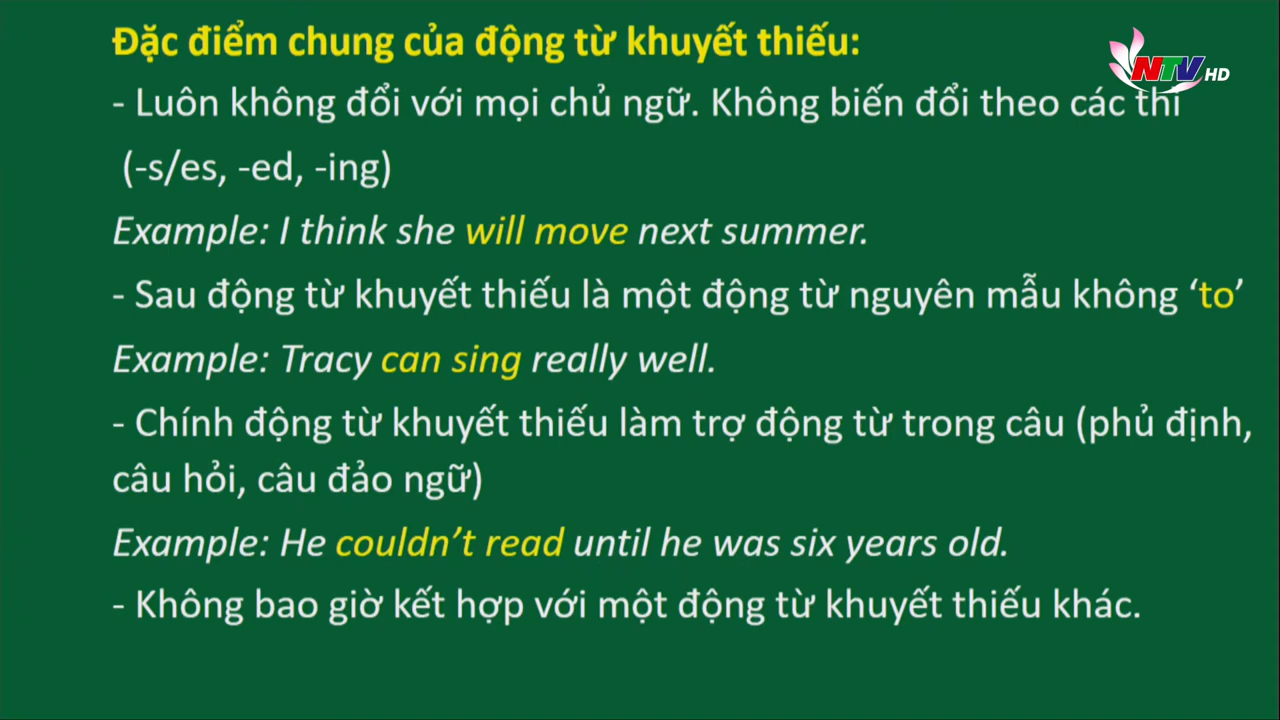 Đặc điểm chung của động từ khuyết thiếu:
NTV HD
- Luôn không đổi với mọi chủ ngữ. Không biến đổi theo các thì
(-s/es, -ed, -ing)
Example: I think she will move next summer.
- Sau động từ khuyết thiếu là một động từ nguyên mẫu không ‘to’
Example: Tracy can sing really well.
- Chính động từ khuyết thiếu làm trợ động từ trong câu (phủ định,
câu hỏi, câu đảo ngữ)
Example: He couldn’t read until he was six years old.
- Không bao giờ kết hợp với một động từ khuyết thiếu khác.